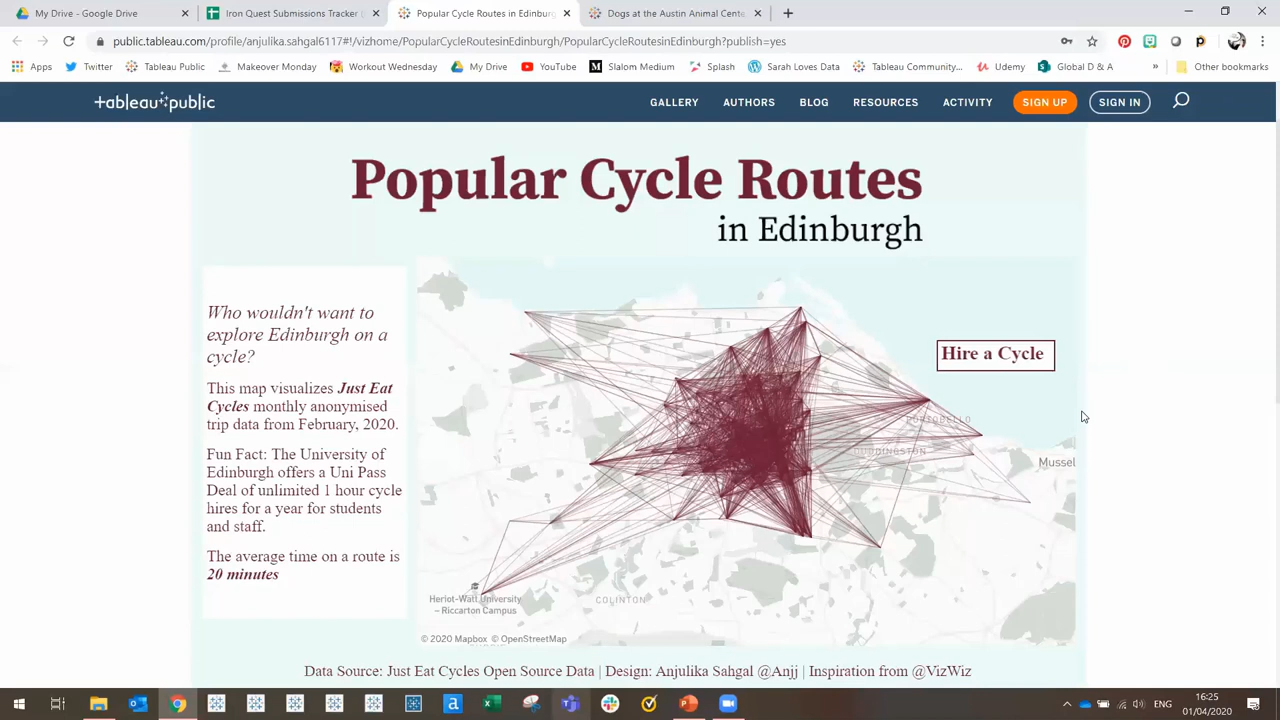 My Drive - Google Drive
Iron Quest Submissions Tracker (
Popular Cycle Routes in Edinburg
Dogs at the Austin Animal Cente
public.tableau.com/profile/anjulika.sahgal6117#!/vizhome/PopularCycleRoutesinEdinburgh/PopularCycleRoutesinEdinburgh?publish=yes
Apps
Twitter
Tableau Public
Makeover Monday
Workout Wednesday
My Drive
YouTube
Slalom Medium
Splash
Sarah Loves Data
Tableau Community...
Udemy
Global D & A
»
Other bookmarks
+ableau+public
GALLERY
AUTHORS
BLOG
RESOURCES
ACTIVITY
SIGN UP
SIGN IN
Popular Cycle Routes
in Edinburgh
Who wouldn't want to
explore Edinburgh on a
cycle?
This map visualizes Just Eat
Cycles monthly anonymised
trip data from February, 2020.
Fun Fact: The University of
Edinburgh offers a Uni Pass
Deal of unlimited 1 hour cycle
hires for a year for students
and staff.
The average time on a route is
20 minutes
Hire a Cycle
PORTOBELLO
DUDDINGSTON
Mussel
Heriot-Watt University
– Riccarton Campus
COLINTON
© 2020 Mapbox © OpenStreetMap
Data Source: Just Eat Cycles Open Source Data | Design: Anjulika Sahgal @Anjj | Inspiration from @VizWiz
ENG
16:25
01/04/2020